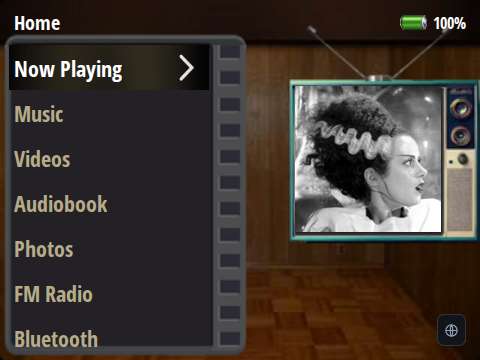 Home
100%
Now Playing
Music
Videos
Audiobook
Photos
FM Radio
Bluetooth